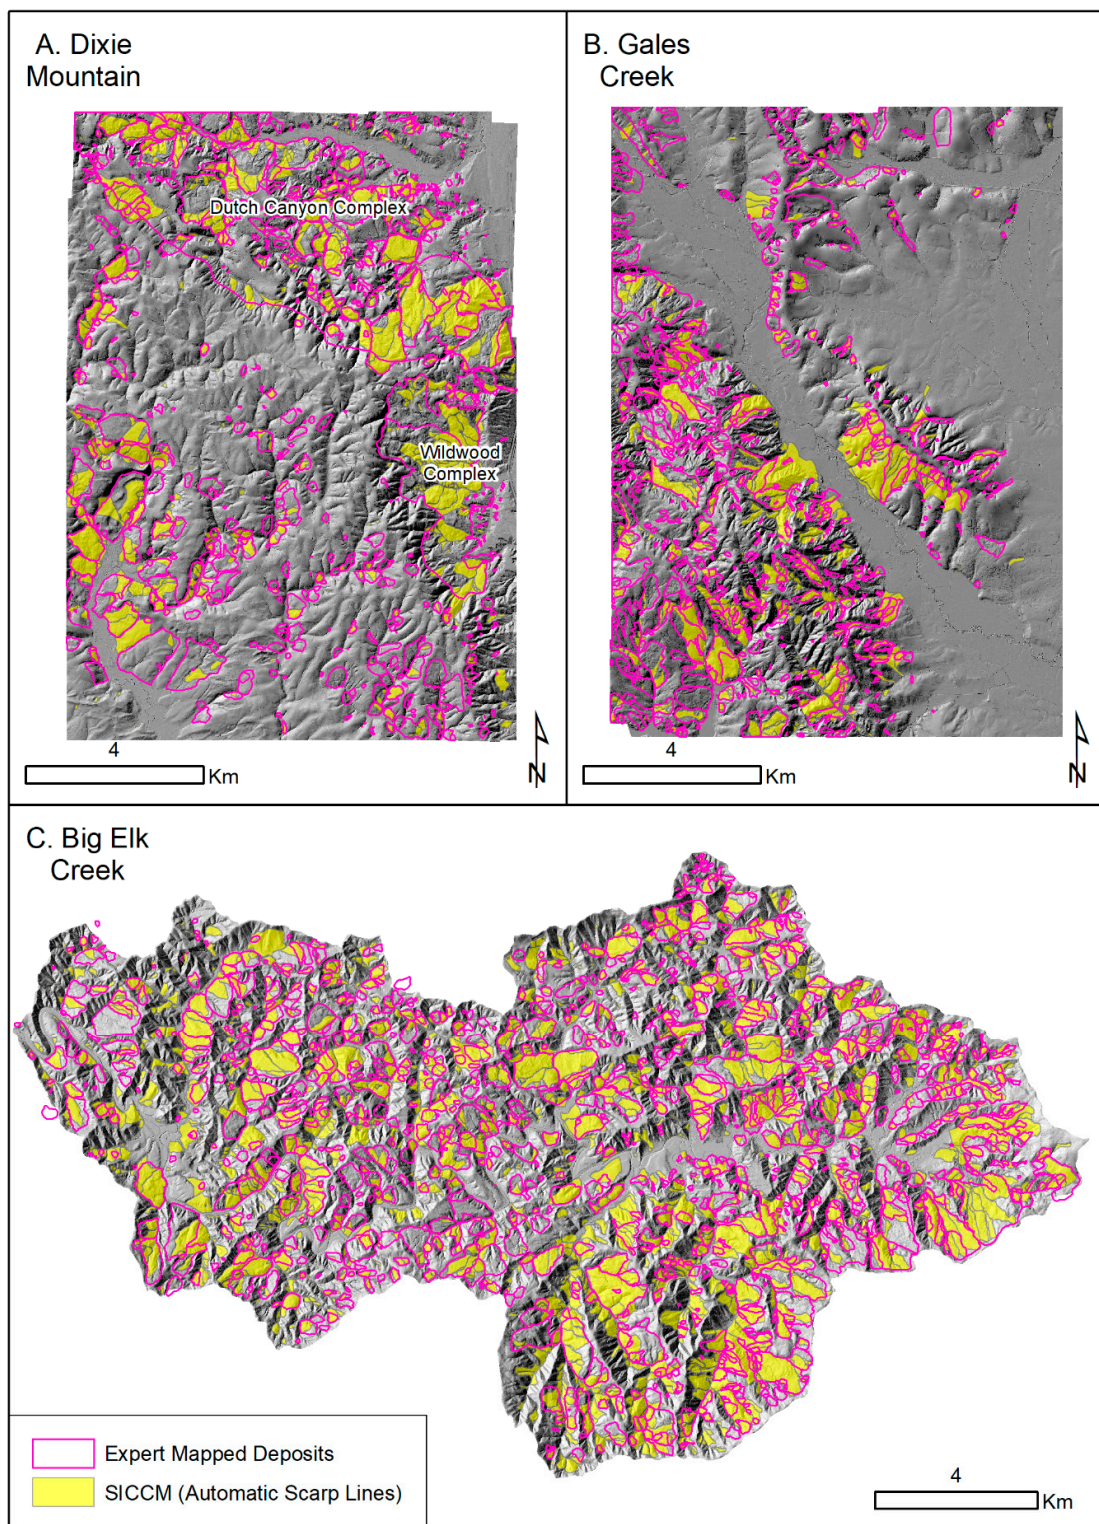 A. Dixie
Mountain
Dutch Canyon Complex
Wildwood
Complex
4
Km
N
B. Gales
Creek
4
Km
N
C. Big Elk
Creek
Expert Mapped Deposits
SICCM (Automatic Scarp Lines)
4
Km